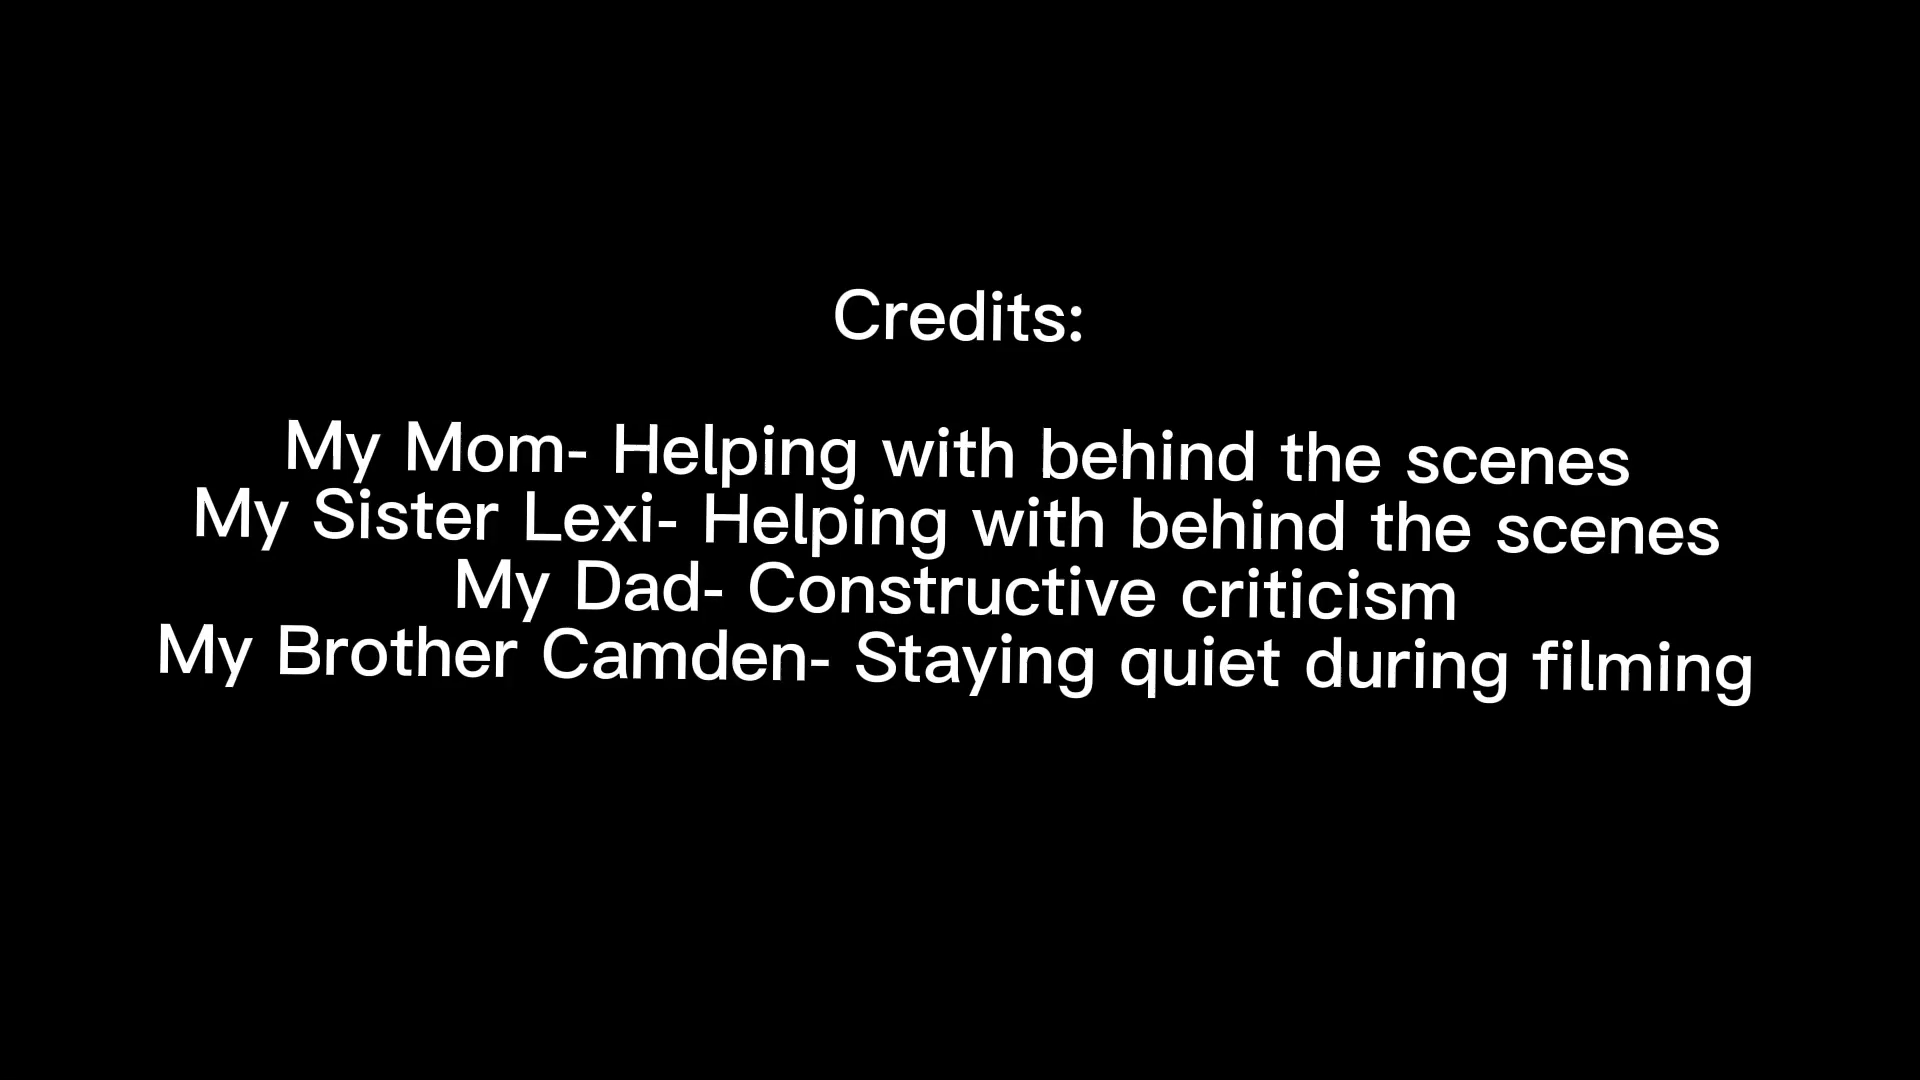 Credits:
My Mom- Helping with behind the scenes
My Sister Lexi- Helping with behind the scenes
My Dad- Constructive criticism
My Brother Camden- Staying quiet during filming